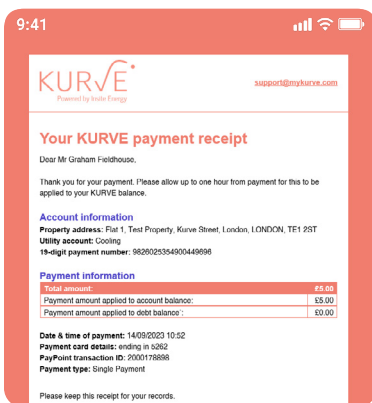 9:41
KURVE
Powered by Insite Energy
support@mykurve.com
Your KURVE payment receipt
Dear Mr Graham Fieldhouse,
Thank you for your payment. Please allow up to one hour from payment for this to be
applied to your KURVE balance.
Account information
Property address: Flat 1, Test Property, Kurve Street, London, LONDON, TE1 2ST
Utility account: Cooling
19-digit payment number: 9826025354900449696
Payment information
Total amount: £5.00
Payment amount applied to account balance: £5.00
Payment amount applied to debt balance*: £0.00
Date & time of payment: 14/09/2023 10:52
Payment card details: ending in 5262
PayPoint transaction ID: 2000178898
Payment type: Single Payment
Please keep this receipt for your records.